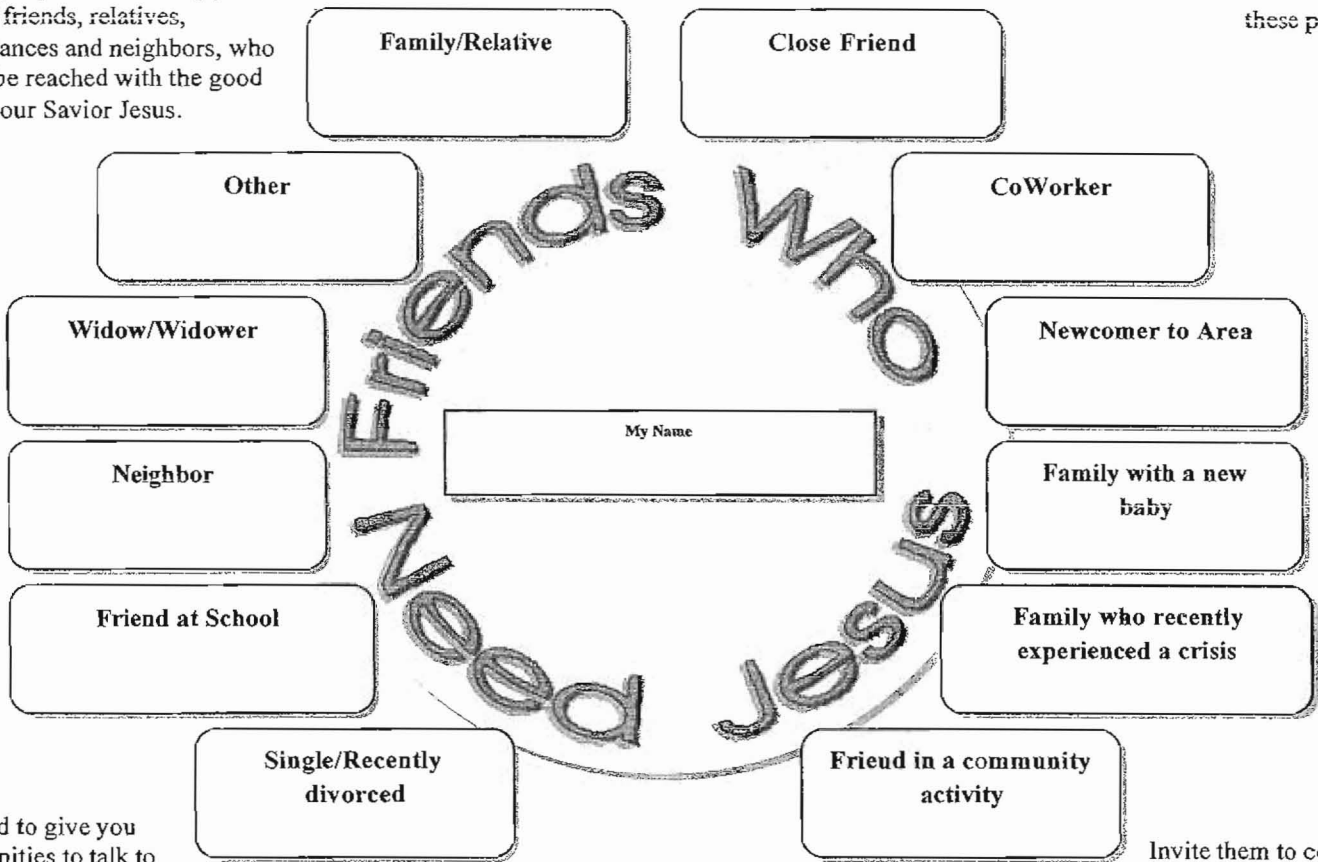 friends, relatives,
ances and neighbors, who
be reached with the good
our Savior Jesus.
these p
Family/Relative
Close Friend
Other
CoWorker
Widow/Widower
Newcomer to Area
Neighbor
Family with a new
baby
Friend at School
Family who recently
experienced a crisis
Single/Recently
divorced
Friend in a community
activity
Friends Who
Need Jesus
My Name
d to give you
nities to talk to
Invite them to c